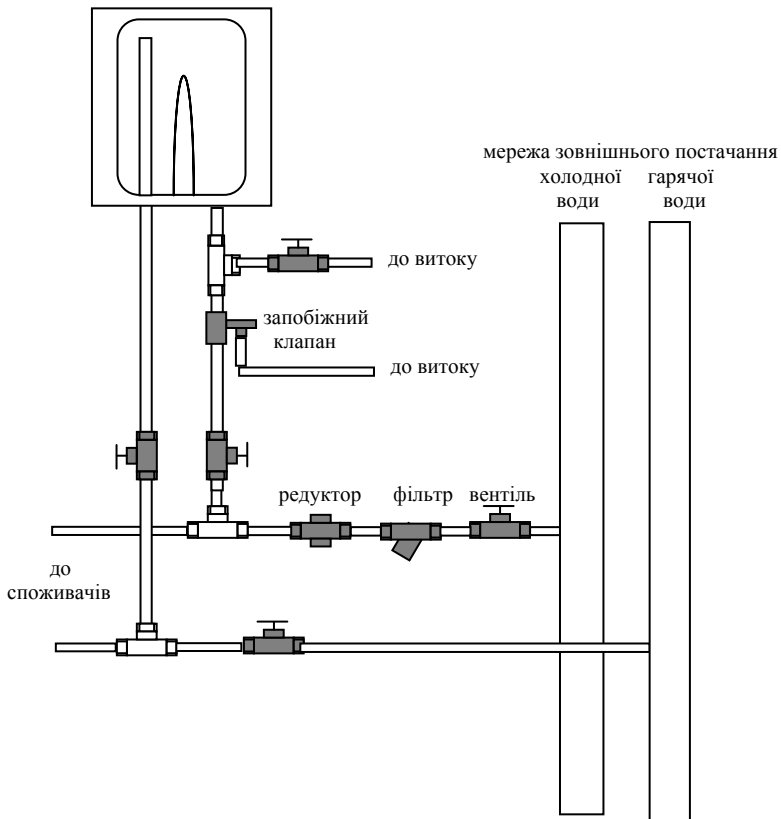 мережа зовнішнього постачання
холодної гарячої
води води
до витоку
запобіжний
клапан
до витоку
редуктор фільтр вентіль
до
споживачів